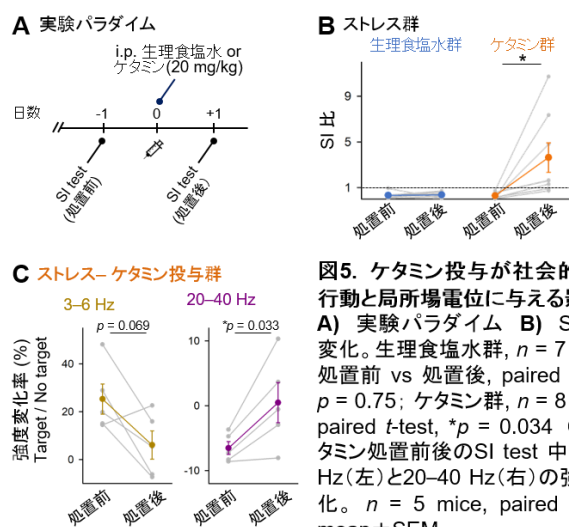 A 実験パラダイム
i.p. 生理食塩水 or
ケタミン(20 mg/kg)
日数
-1 0 +1
SI test
(処置前)
SI test
(処置後)
B ストレス群
生理食塩水群 ケタミン群
*
SI 比
9
5
1
処置前 処置後 処置前 処置後
C ストレス– ケタミン投与群
3–6 Hz 20–40 Hz
p = 0.069 *p = 0.033
強度変化率 (%)
Target / No target
40
20
0
0
-10
処置前 処置後 処置前 処置後
図5. ケタミン投与が社会的
行動と局所場電位に与える
A) 実験パラダイム B) S
変化。生理食塩水群, n = 7
処置前 vs 処置後, paired
p = 0.75; ケタミン群, n = 8
paired t-test, *p = 0.034
タミン処置前後のSI test 中
Hz(左)と20–40 Hz(右)の強
化。 n = 5 mice, paired
mean±SEM